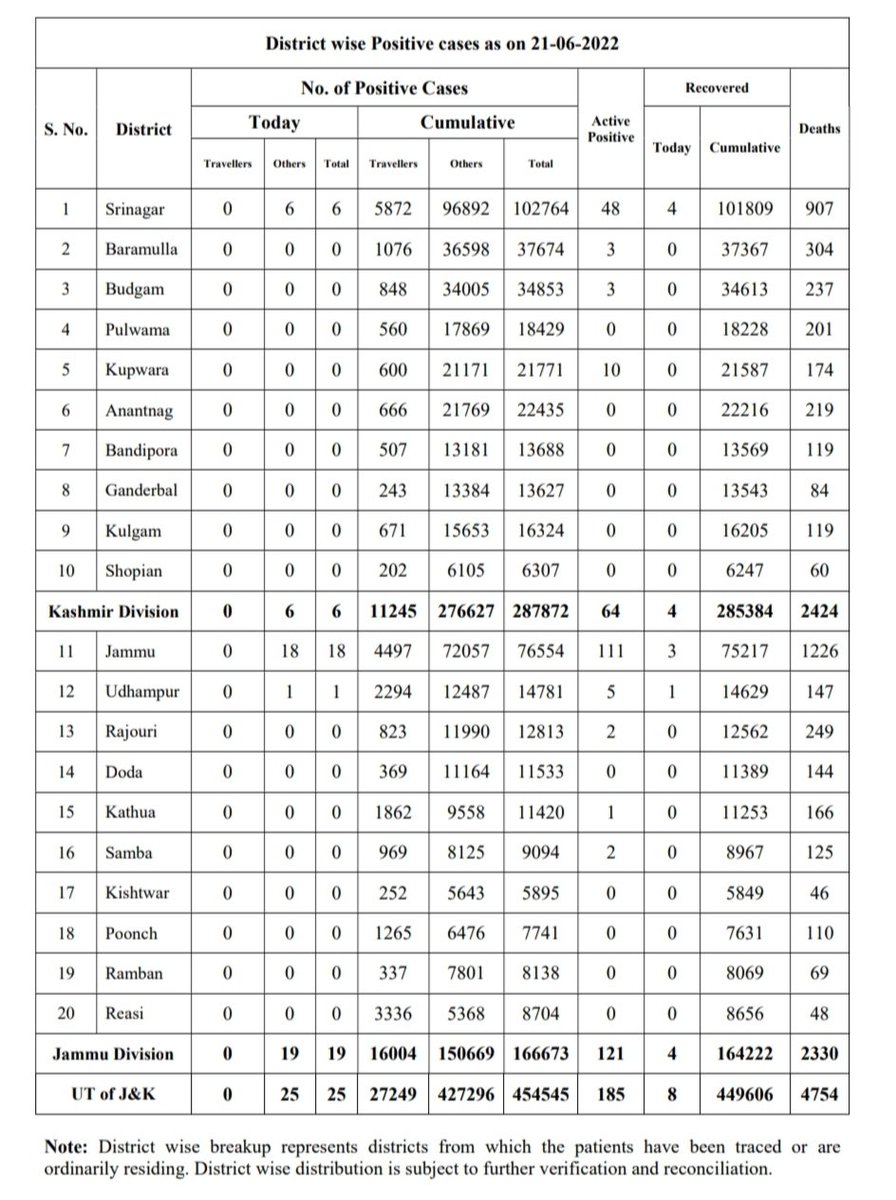 District wise Positive cases as on 21-06-2022
S. No. District No. of Positive Cases Active Positive Recovered Deaths
Today Cumulative Today Cumulative
Travellers Others Total Travellers Others Total
1 Srinagar 0 6 6 5872 96892 102764 48 4 101809 907
2 Baramulla 0 0 0 1076 36598 37674 3 0 37367 304
3 Budgam 0 0 0 848 34005 34853 3 0 34613 237
4 Pulwama 0 0 0 560 17869 18429 0 0 18228 201
5 Kupwara 0 0 0 600 21171 21771 10 0 21587 174
6 Anantnag 0 0 0 666 21769 22435 0 0 22216 219
7 Bandipora 0 0 0 507 13181 13688 0 0 13569 119
8 Ganderbal 0 0 0 243 13384 13627 0 0 13543 84
9 Kulgam 0 0 0 671 15653 16324 0 0 16205 119
10 Shopian 0 0 0 202 6105 6307 0 0 6247 60
Kashmir Division 0 6 6 11245 276627 287872 64 4 285384 2424
11 Jammu 0 18 18 4497 72057 76554 111 3 75217 1226
12 Udhampur 0 1 1 2294 12487 14781 5 1 14629 147
13 Rajouri 0 0 0 823 11990 12813 2 0 12562 249
14 Doda 0 0 0 369 11164 11533 0 0 11389 144
15 Kathua 0 0 0 1862 9558 11420 1 0 11253 166
16 Samba 0 0 0 969 8125 9094 2 0 8967 125
17 Kishtwar 0 0 0 252 5643 5895 0 0 5849 46
18 Poonch 0 0 0 1265 6476 7741 0 0 7631 110
19 Ramban 0 0 0 337 7801 8138 0 0 8069 69
20 Reasi 0 0 0 3336 5368 8704 0 0 8656 48
Jammu Division 0 19 19 16004 150669 166673 121 4 164222 2330
UT of J&K 0 25 25 27249 427296 454545 185 8 449606 4754
Note: District wise breakup represents districts from which the patients have been traced or are
ordinarily residing. District wise distribution is subject to further verification and reconciliation.